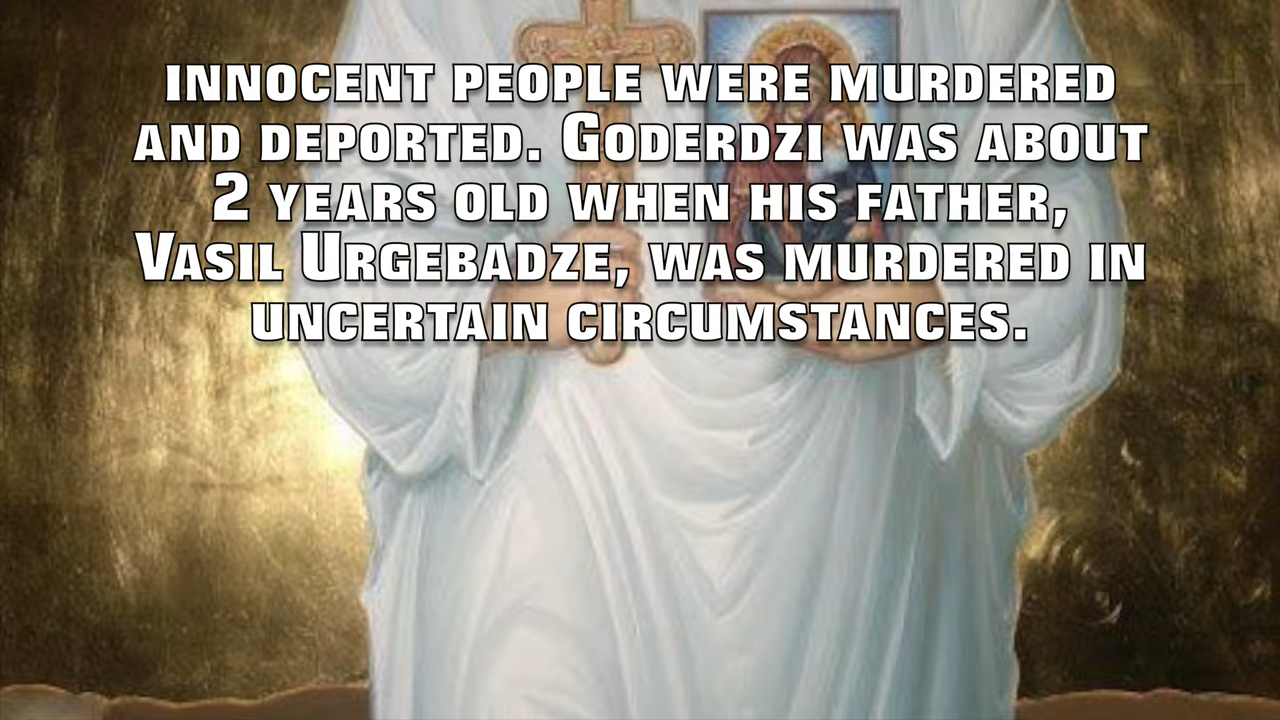 INNOCENT PEOPLE WERE MURDERED
AND DEPORTED. GODERDZI WAS ABOUT
2 YEARS OLD WHEN HIS FATHER,
VASIL URGEBADZE, WAS MURDERED IN
UNCERTAIN CIRCUMSTANCES.